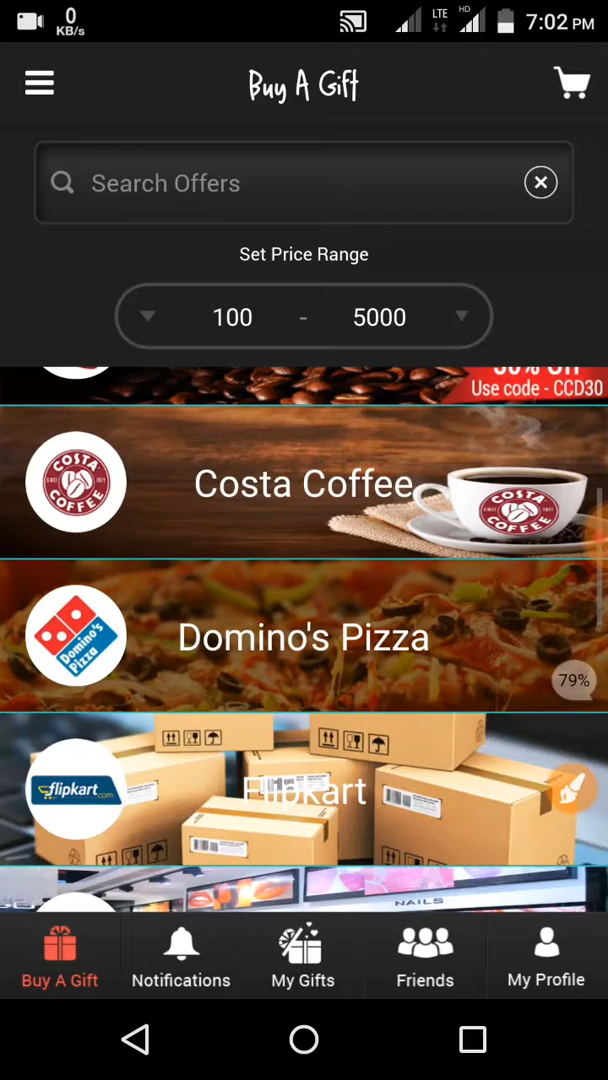 0
KB/s
LTE
HD
7:02 PM
Buy A Gift
Search Offers
Set Price Range
100 - 5000
Use code - CCD30
COSTA
COFFEE
Costa Coffee
COSTA
COFFEE
Domino's
Pizza
Domino's Pizza
79%
flipkart.com
Flipkart
NAILS
Buy A Gift
Notifications
My Gifts
Friends
My Profile